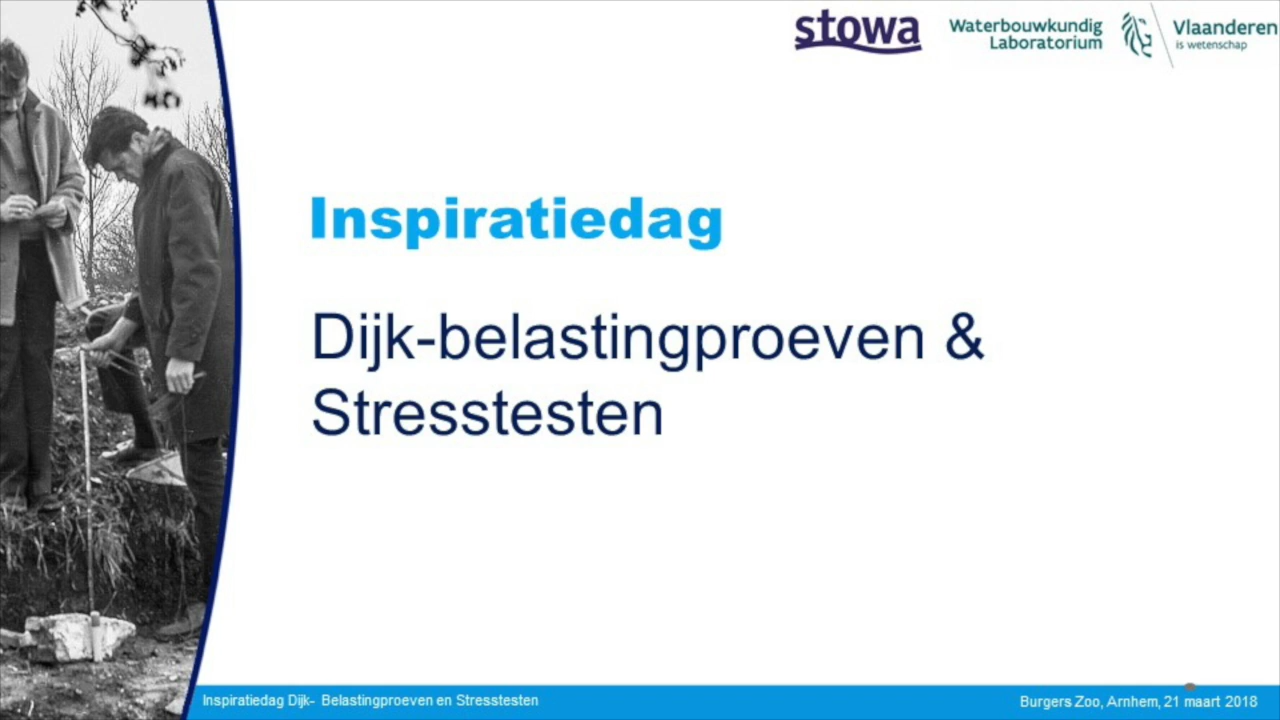 stowa
Waterbouwkundig
Laboratorium
Vlaanderen
is wetenschap
Inspiratiedag
Dijk-belastingproeven &
Stresstesten
Inspiratiedag Dijk- Belastingproeven en Stresstesten
Burgers Zoo, Arnhem, 21 maart 2018